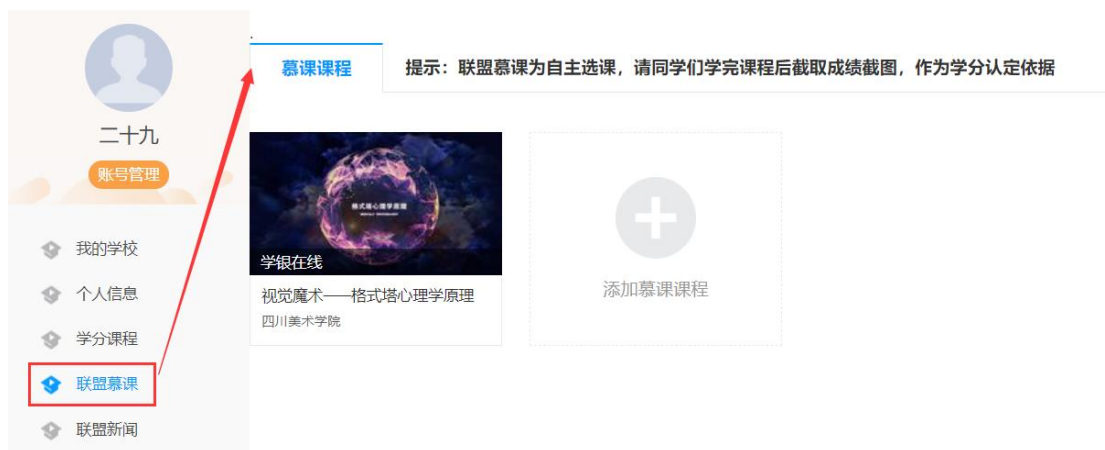 二十九
账号管理
我的学校
个人信息
学分课程
联盟慕课
联盟新闻
慕课课程
提示：联盟慕课为自主选课，请同学们学完课程后截取成绩截图，作为学分认定依据
格式塔心理学原理
学银在线
视觉魔术——格式塔心理学原理
四川美术学院
添加慕课课程